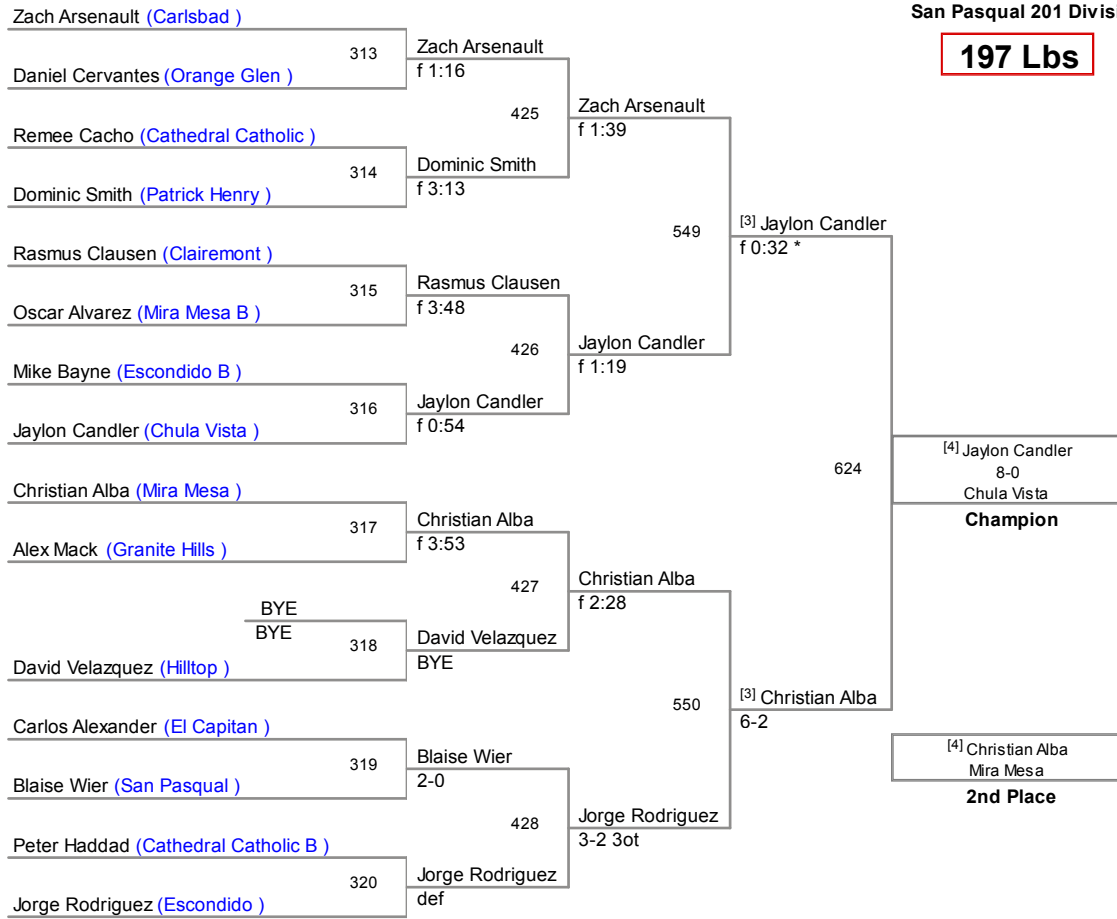 San Pasqual 201 Divisi
197 Lbs
Zach Arsenault (Carlsbad )
313
Daniel Cervantes (Orange Glen )
Remee Cacho (Cathedral Catholic )
314
Dominic Smith (Patrick Henry )
Rasmus Clausen (Clairemont )
315
Oscar Alvarez (Mira Mesa B )
Mike Bayne (Escondido B )
316
Jaylon Candler (Chula Vista )
Christian Alba (Mira Mesa )
317
Alex Mack (Granite Hills )
BYE
BYE
318
David Velazquez (Hilltop )
Carlos Alexander (El Capitan )
319
Blaise Wier (San Pasqual )
Peter Haddad (Cathedral Catholic B )
320
Jorge Rodriguez (Escondido )
Zach Arsenault
f 1:16
425
Dominic Smith
f 3:13
Rasmus Clausen
f 3:48
426
Jaylon Candler
f 0:54
Christian Alba
f 3:53
427
David Velazquez
BYE
Blaise Wier
2-0
428
Jorge Rodriguez
def
Zach Arsenault
f 1:39
549
Jaylon Candler
f 1:19
Christian Alba
f 2:28
550
Jorge Rodriguez
3-2 3ot
[3] Jaylon Candler
f 0:32 *
624
[3] Christian Alba
6-2
[4] Jaylon Candler
8-0
Chula Vista
Champion
[4] Christian Alba
Mira Mesa
2nd Place